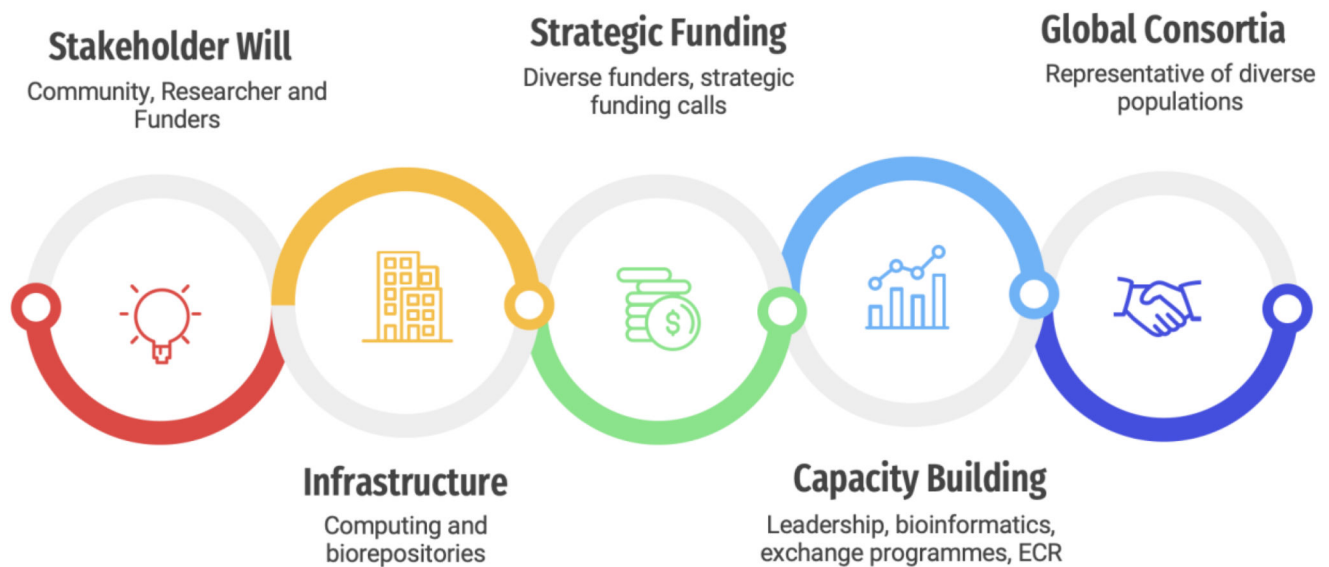 Stakeholder Will
Community, Researcher and
Funders
Infrastructure
Computing and
biorepositories
Strategic Funding
Diverse funders, strategic
funding calls
$
Capacity Building
Leadership, bioinformatics,
exchange programmes, ECR
Global Consortia
Representative of diverse
populations